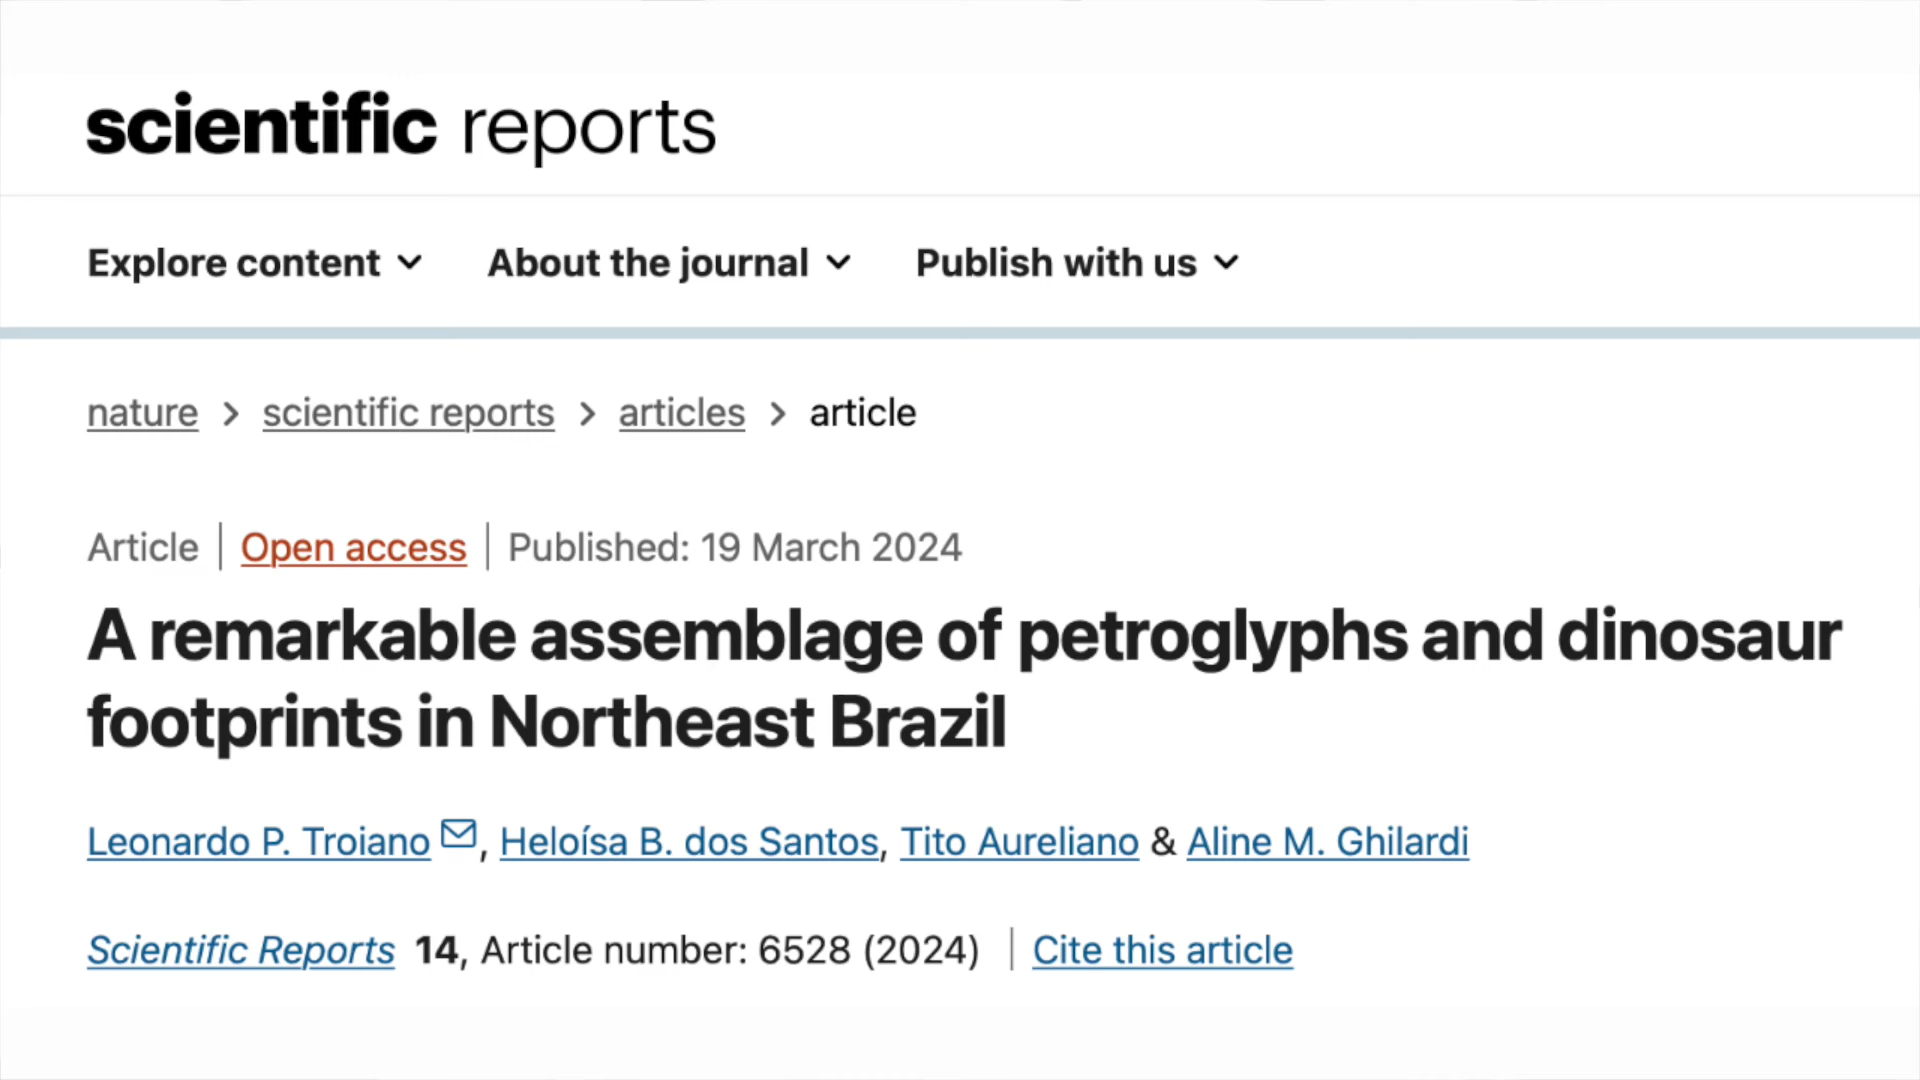 scientific reports
Explore content About the journal Publish with us
nature > scientific reports > articles > article
Article | Open access | Published: 19 March 2024
A remarkable assemblage of petroglyphs and dinosaur
footprints in Northeast Brazil
Leonardo P. Troiano, Heloísa B. dos Santos, Tito Aureliano & Aline M. Ghilardi
Scientific Reports 14, Article number: 6528 (2024) | Cite this article